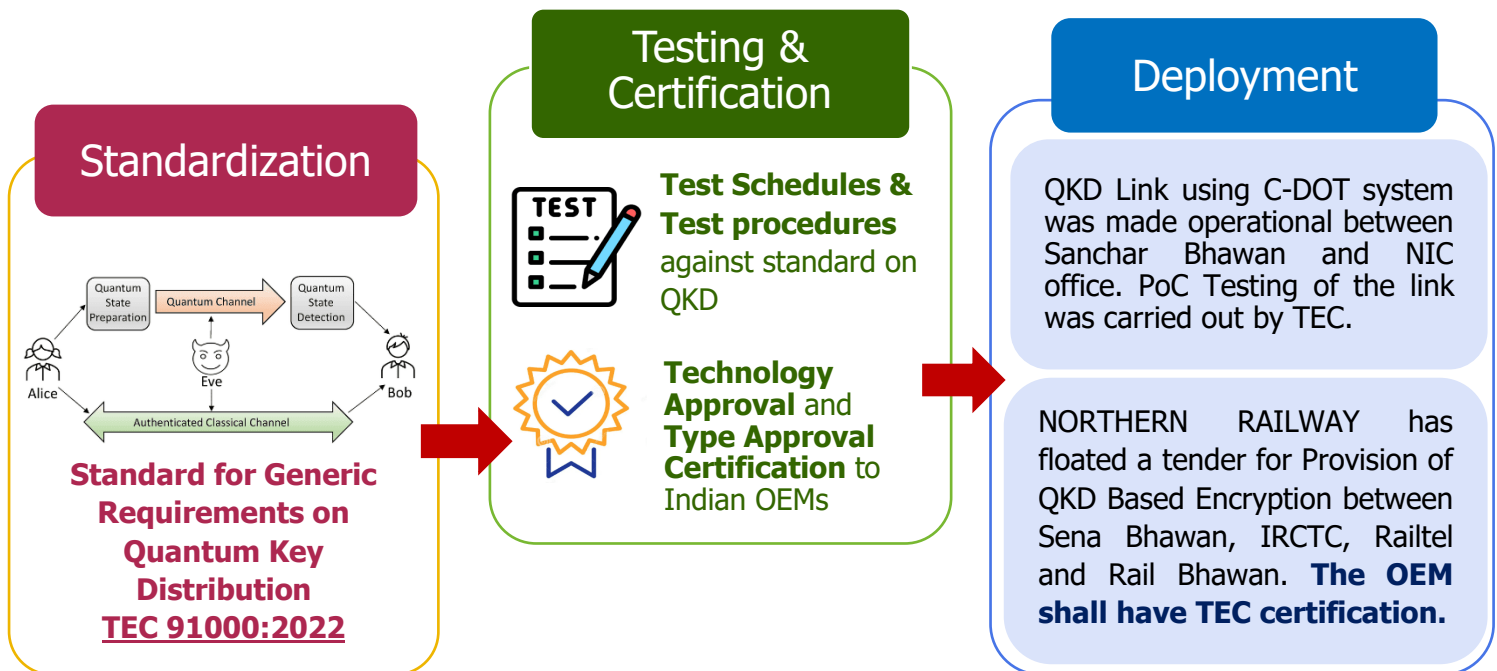 Standardization
Quantum
State
Preparation
Quantum Channel
Quantum
State
Detection
Alice
Eve
Bob
Authenticated Classical Channel
Standard for Generic
Requirements on
Quantum Key
Distribution
TEC 91000:2022
Testing &
Certification
TEST
Test Schedules &
Test procedures
against standard on
QKD
Technology
Approval and
Type Approval
Certification to
Indian OEMs
Deployment
QKD Link using C-DOT system
was made operational between
Sanchar Bhawan and NIC
office. PoC Testing of the link
was carried out by TEC.
NORTHERN RAILWAY has
floated a tender for Provision of
QKD Based Encryption between
Sena Bhawan, IRCTC, Railtel
and Rail Bhawan. The OEM
shall have TEC certification.